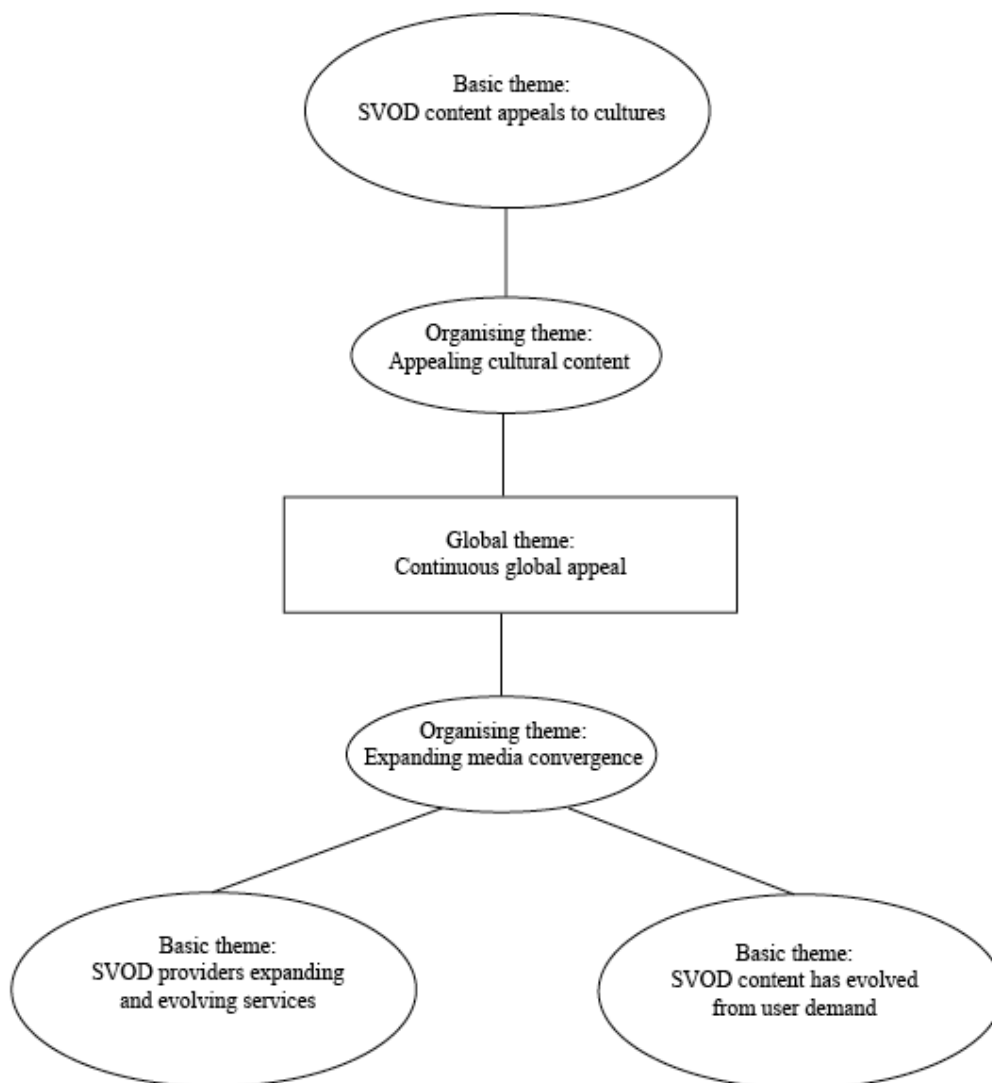 Basic theme:
SVOD content appeals to cultures
Organising theme:
Appealing cultural content
Global theme:
Continuous global appeal
Organising theme:
Expanding media convergence
Basic theme:
SVOD providers expanding
and evolving services
Basic theme:
SVOD content has evolved
from user demand